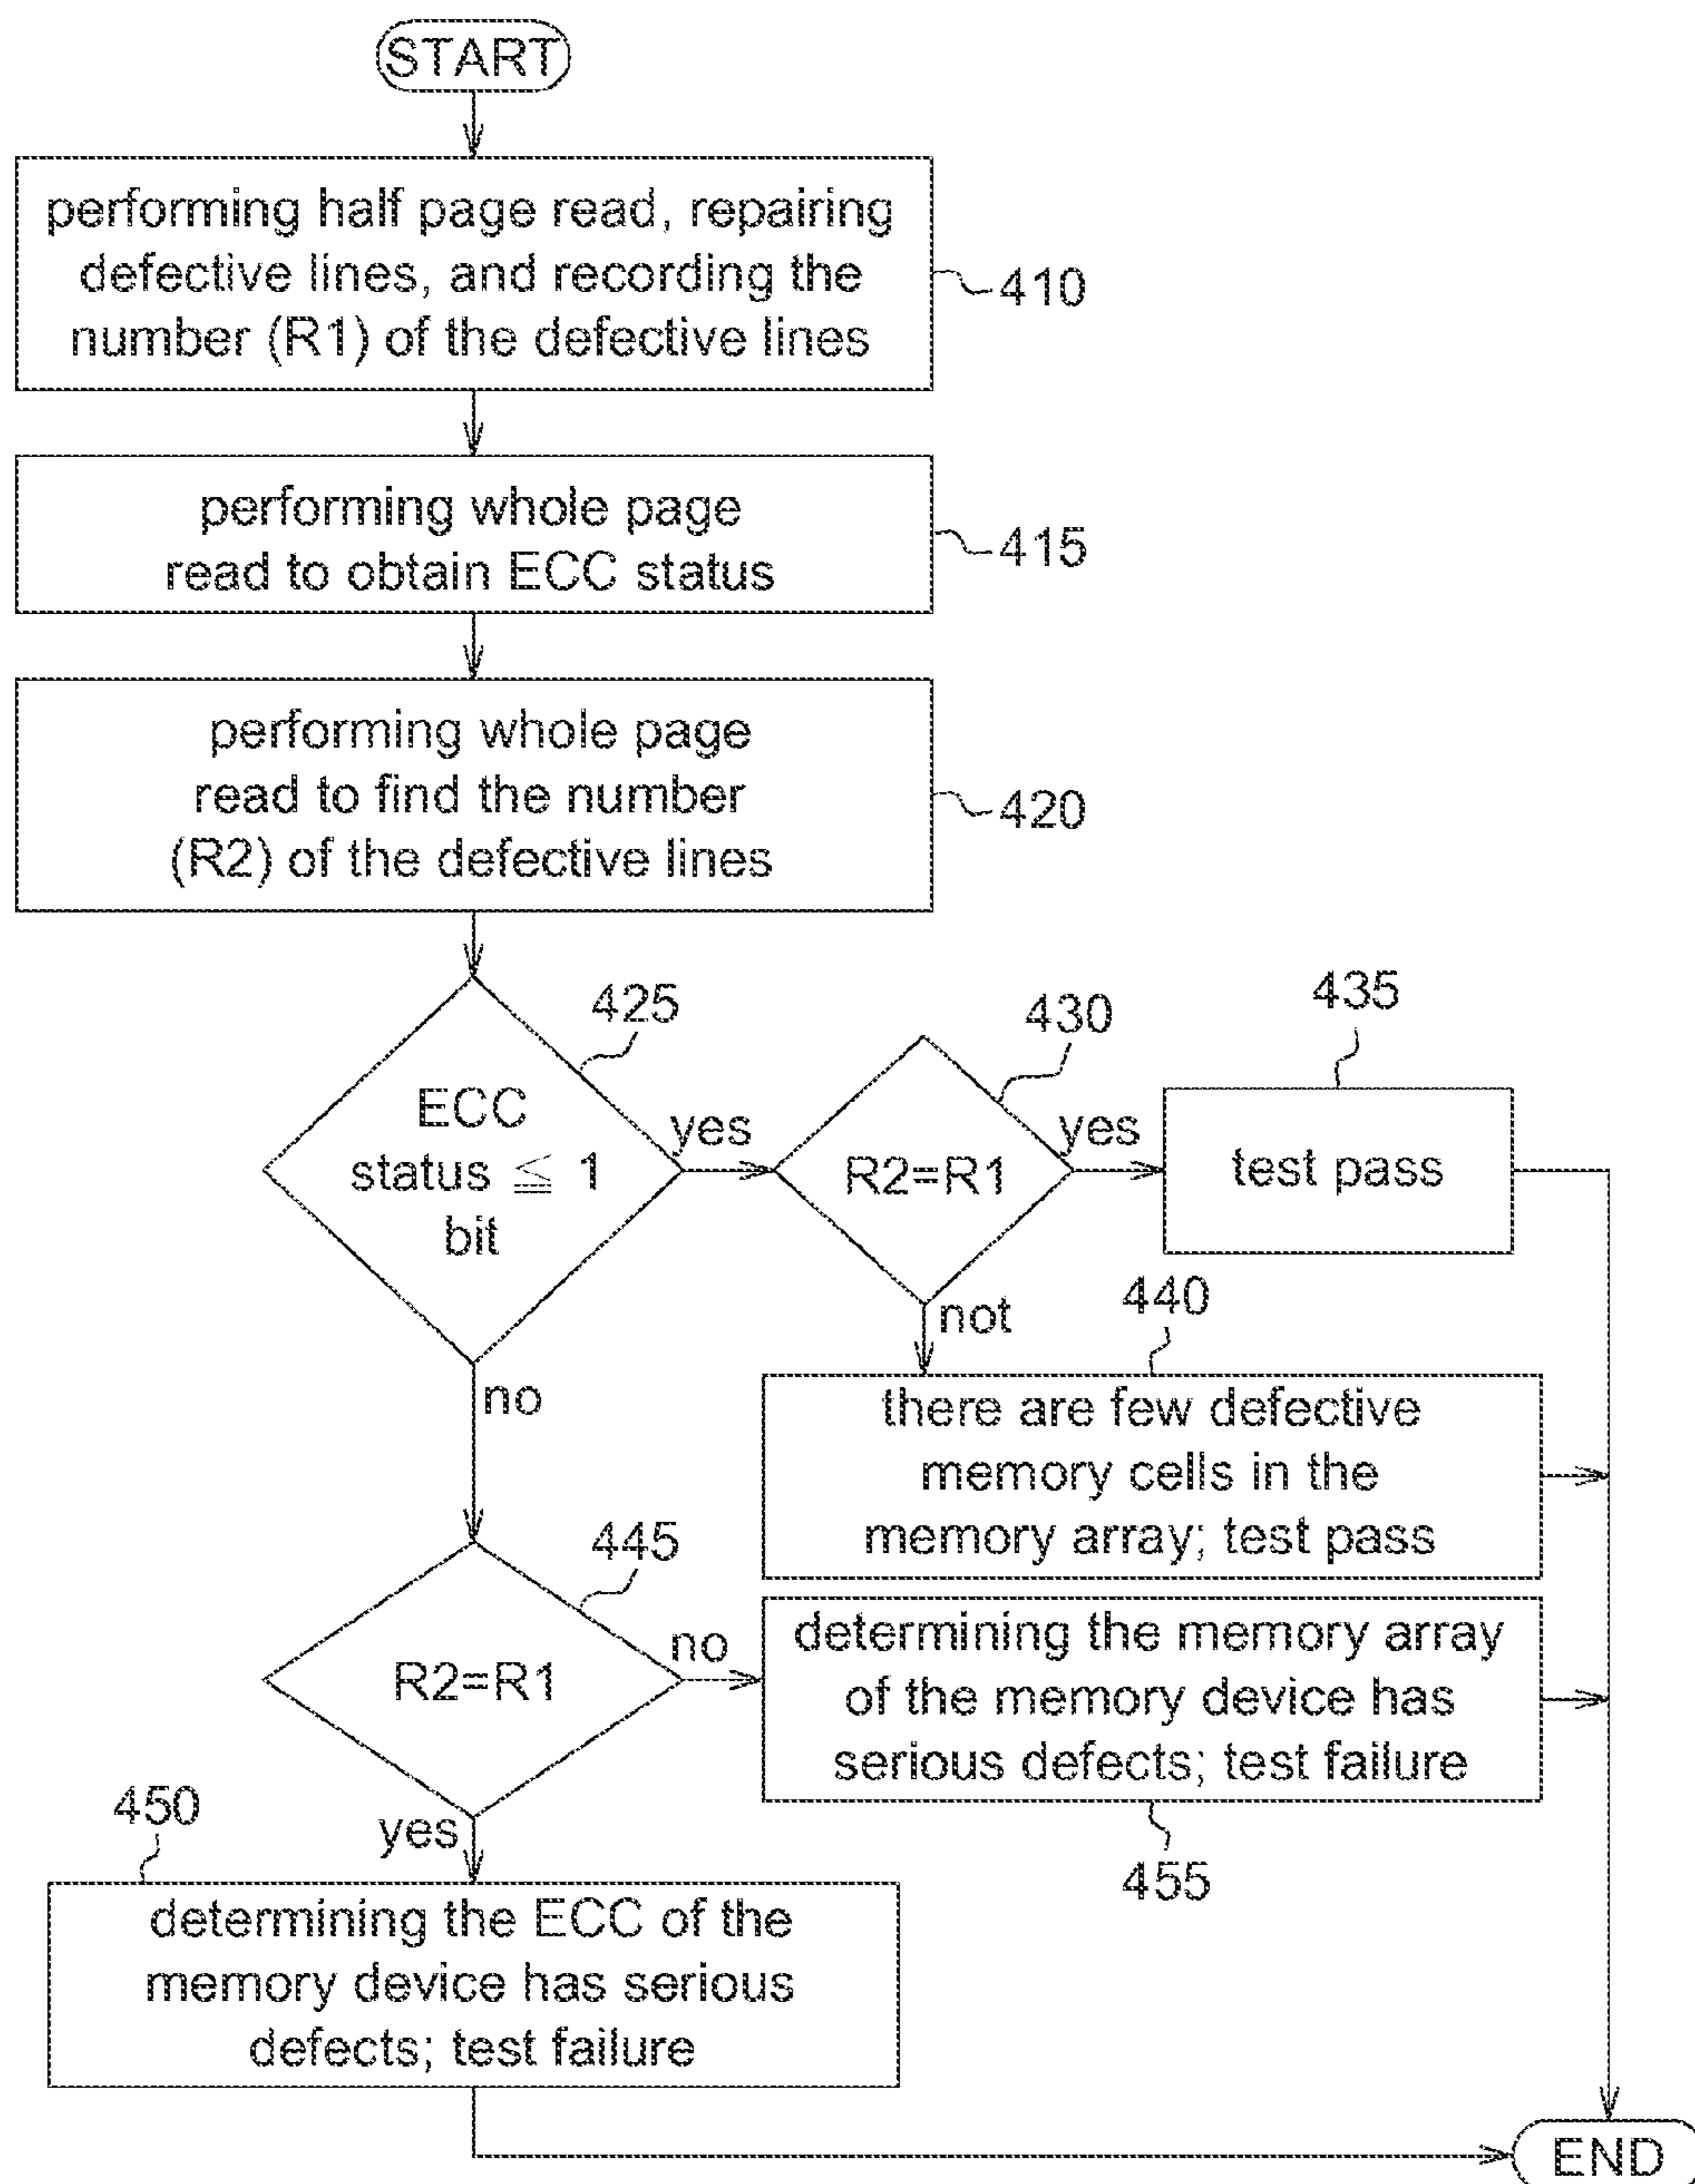 START
performing half page read, repairing
defective lines, and recording the
number (R1) of the defective lines
410
performing whole page
read to obtain ECC status
415
performing whole page
read to find the number
(R2) of the defective lines
420
425
ECC
status ≦ 1
bit
yes
no
430
R2=R1
yes
not
435
test pass
440
there are few defective
memory cells in the
memory array; test pass
445
R2=R1
no
yes
determining the memory array
of the memory device has
serious defects; test failure
455
450
determining the ECC of the
memory device has serious
defects; test failure
END